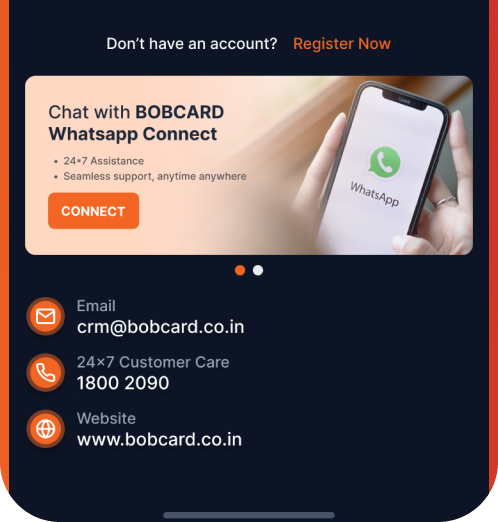 Don't have an account? Register Now
Chat with BOBCARD
Whatsapp Connect
• 24*7 Assistance
• Seamless support, anytime anywhere
CONNECT
WhatsApp
Email
crm@bobcard.co.in
24×7 Customer Care
1800 2090
Website
www.bobcard.co.in